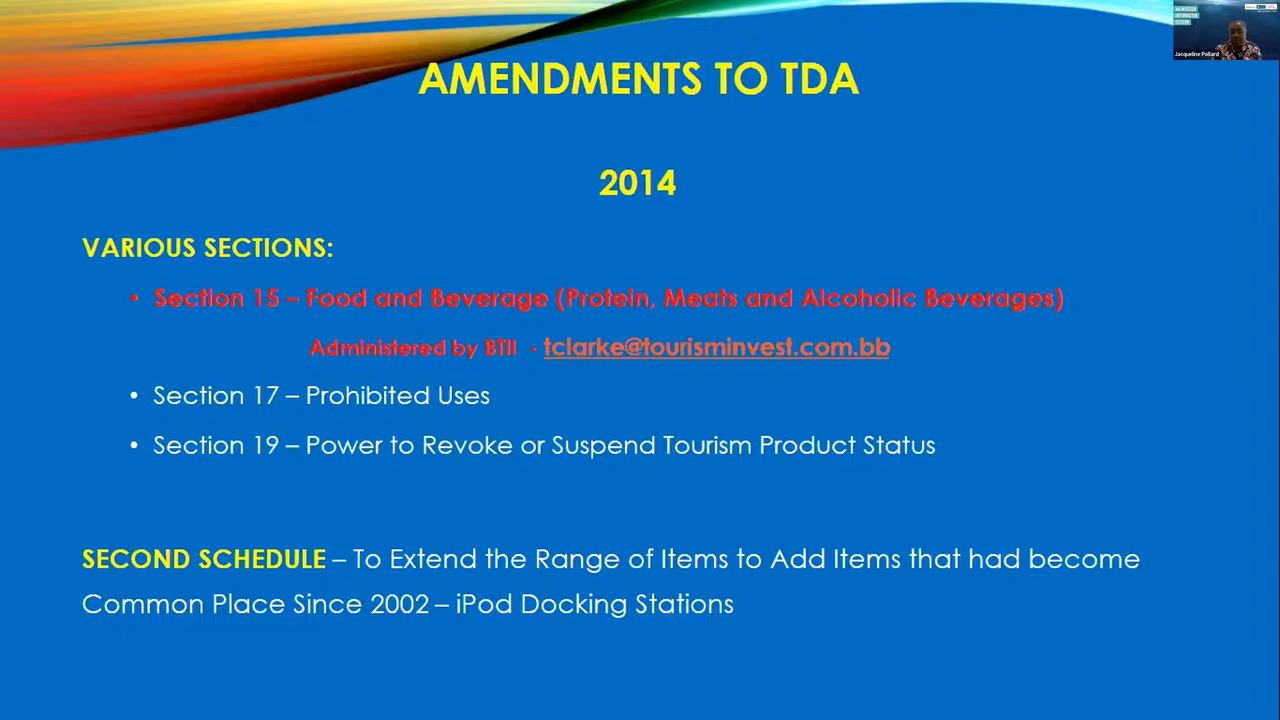 AMENDMENTS TO TDA
2014
VARIOUS SECTIONS:
• Section 15 – Food and Beverage (Protein, Meats and Alcoholic Beverages)
Administered by BTII - tclarke@tourisminvest.com.bb
• Section 17 – Prohibited Uses
• Section 19 – Power to Revoke or Suspend Tourism Product Status
SECOND SCHEDULE – To Extend the Range of Items to Add Items that had become
Common Place Since 2002 – iPod Docking Stations
Jacqueline Pollard